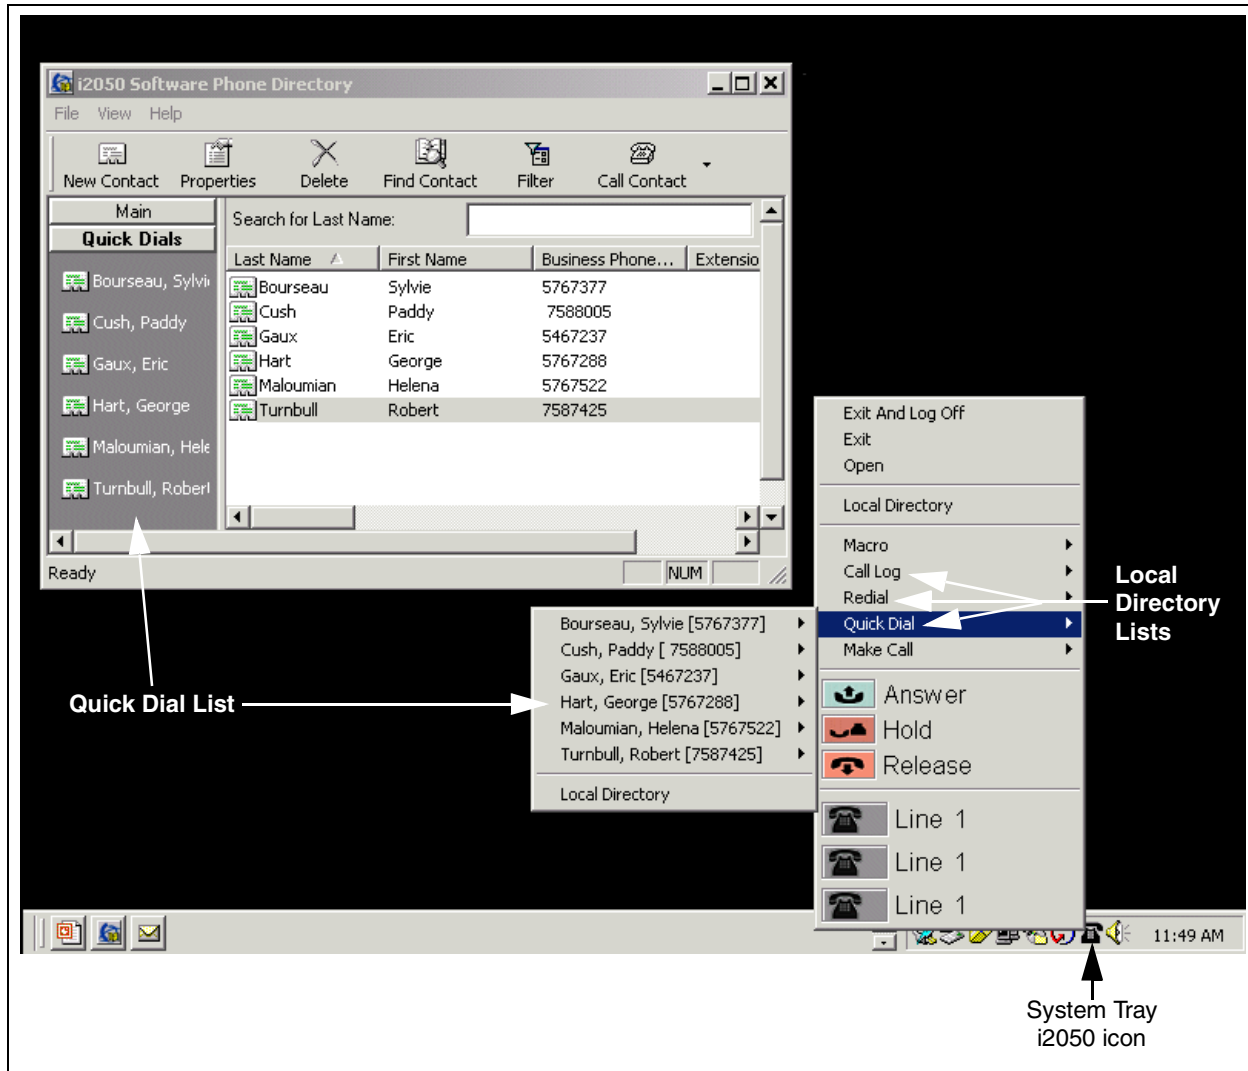 i2050 Software Phone Directory
File View Help
New Contact Properties Delete Find Contact Filter Call Contact
Main
Quick Dials
Search for Last Name:
Last Name First Name Business Phone... Extensio
Bourseau Sylvie 5767377
Cush Paddy 7588005
Gaux Eric 5467237
Hart George 5767288
Maloumian Helena 5767522
Turnbull Robert 7587425
Bourseau, Sylvi
Cush, Paddy
Gaux, Eric
Hart, George
Maloumian, Hele
Turnbull, Robert
Ready
NUM
Exit And Log Off
Exit
Open
Local Directory
Macro
Call Log
Redial
Quick Dial
Make Call
Answer
Hold
Release
Line 1
Line 1
Line 1
Local
Directory
Lists
Bourseau, Sylvie [5767377]
Cush, Paddy [ 7588005]
Gaux, Eric [5467237]
Hart, George [5767288]
Maloumian, Helena [5767522]
Turnbull, Robert [7587425]
Local Directory
Quick Dial List
11:49 AM
System Tray
i2050 icon